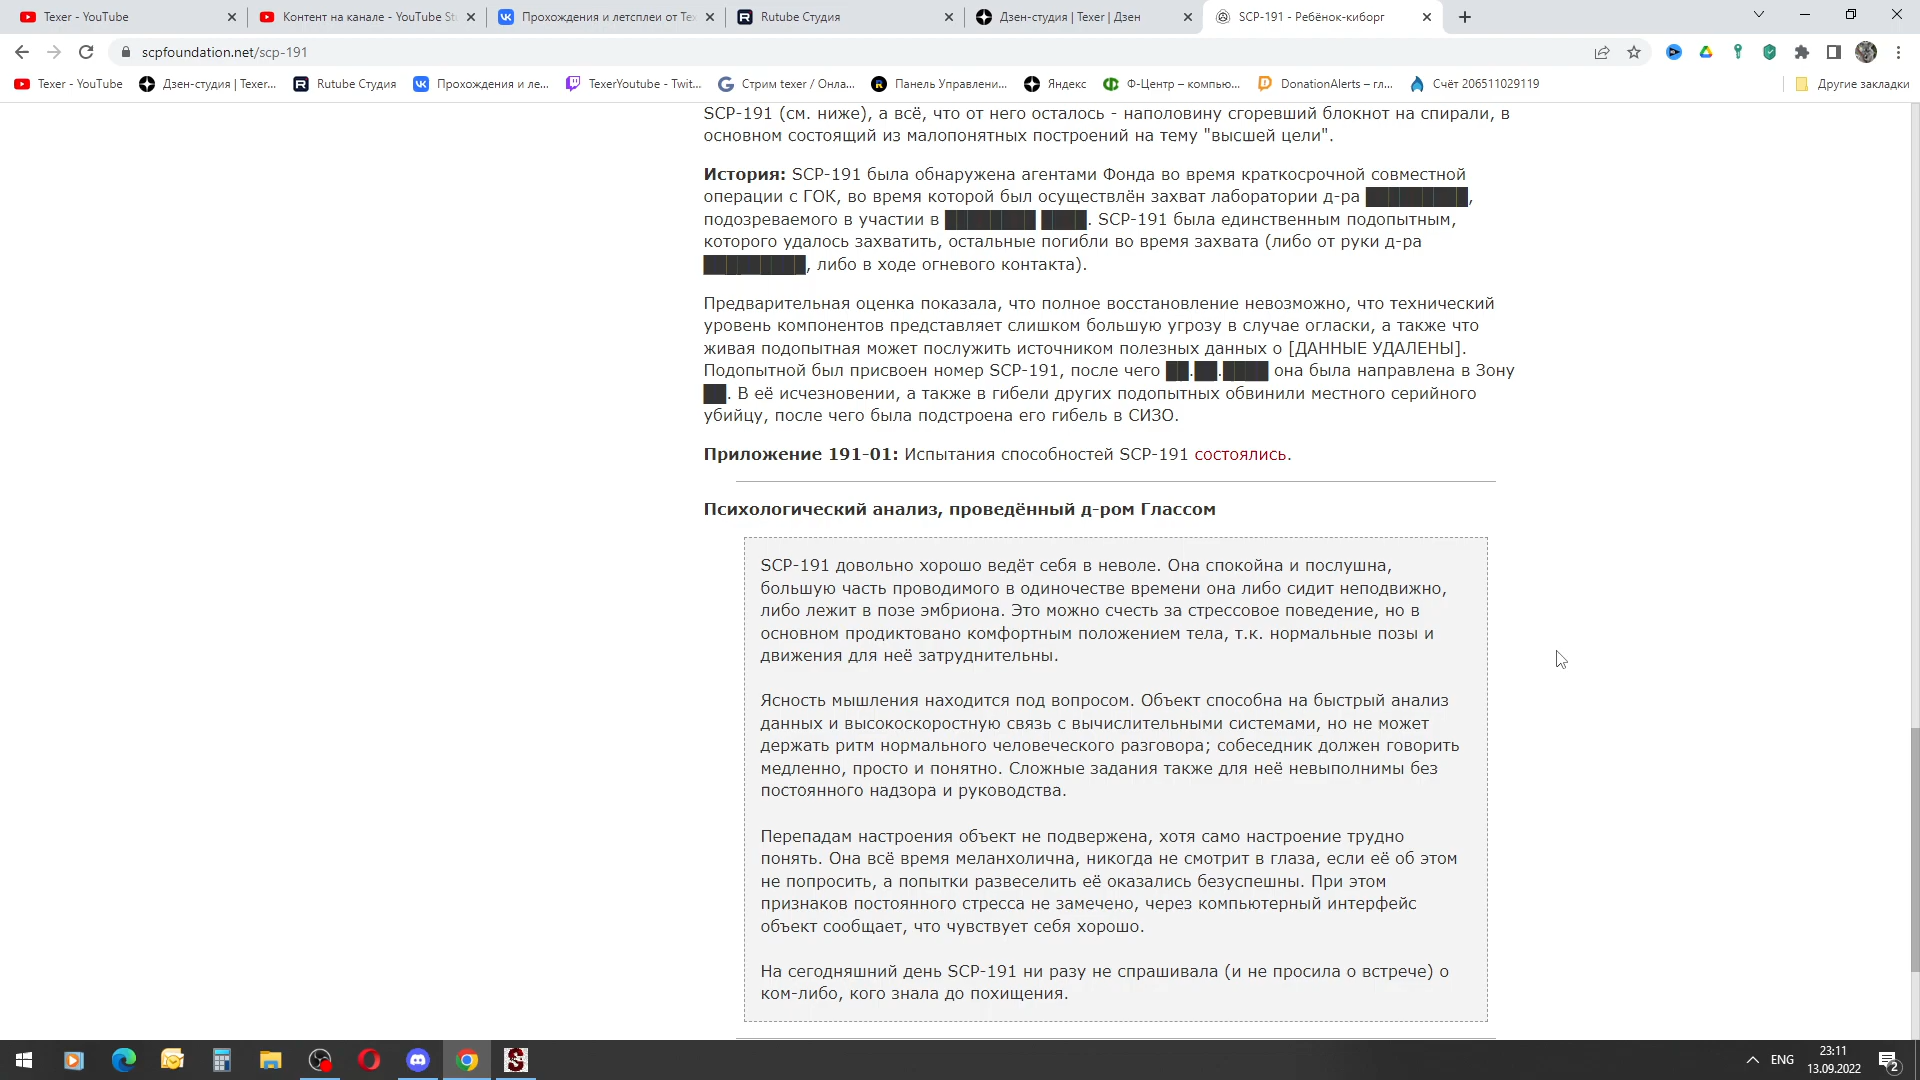 Texer - YouTube
Контент на канале - YouTube St
Прохождения и летсплеи от Te
Rutube Студия
Дзен-студия | Texer | Дзен
SCP-191 - Ребёнок-киборг
scpfoundation.net/scp-191
Texer - YouTube
Дзен-студия | Texer...
Rutube Студия
Прохождения и ле...
TexerYoutube - Twit...
Стрим texer / Онла...
Панель Управлени...
Яндекс
Ф-Центр – компью...
DonationAlerts – гл...
Счёт 206511029119
Другие закладки
SCP-191 (см. ниже), а всё, что от него осталось - наполовину сгоревший блокнот на спирали, в
основном состоящий из малопонятных построений на тему "высшей цели".
История: SCP-191 была обнаружена агентами Фонда во время краткосрочной совместной
операции с ГОК, во время которой был осуществлён захват лаборатории д-ра █████████,
подозреваемого в участии в ████████ ████. SCP-191 была единственным подопытным,
которого удалось захватить, остальные погибли во время захвата (либо от руки д-ра
█████████, либо в ходе огневого контакта).
Предварительная оценка показала, что полное восстановление невозможно, что технический
уровень компонентов представляет слишком большую угрозу в случае огласки, а также что
живая подопытная может послужить источником полезных данных о [ДАННЫЕ УДАЛЕНЫ].
Подопытной был присвоен номер SCP-191, после чего ██.██.████ она была направлена в Зону
██. В её исчезновении, а также в гибели других подопытных обвинили местного серийного
убийцу, после чего была подстроена его гибель в СИЗО.
Приложение 191-01: Испытания способностей SCP-191 состоялись.
Психологический анализ, проведённый д-ром Глассом
SCP-191 довольно хорошо ведёт себя в неволе. Она спокойна и послушна,
большую часть проводимого в одиночестве времени она либо сидит неподвижно,
либо лежит в позе эмбриона. Это можно счесть за стрессовое поведение, но в
основном продиктовано комфортным положением тела, т.к. нормальные позы и
движения для неё затруднительны.
Ясность мышления находится под вопросом. Объект способна на быстрый анализ
данных и высокоскоростную связь с вычислительными системами, но не может
держать ритм нормального человеческого разговора; собеседник должен говорить
медленно, просто и понятно. Сложные задания также для неё невыполнимы без
постоянного надзора и руководства.
Перепадам настроения объект не подвержена, хотя само настроение трудно
понять. Она всё время меланхолична, никогда не смотрит в глаза, если её об этом
не попросить, а попытки развеселить её оказались безуспешны. При этом
признаков постоянного стресса не замечено, через компьютерный интерфейс
объект сообщает, что чувствует себя хорошо.
На сегодняшний день SCP-191 ни разу не спрашивала (и не просила о встрече) о
ком-либо, кого знала до похищения.
ENG
23:11
13.09.2022
2